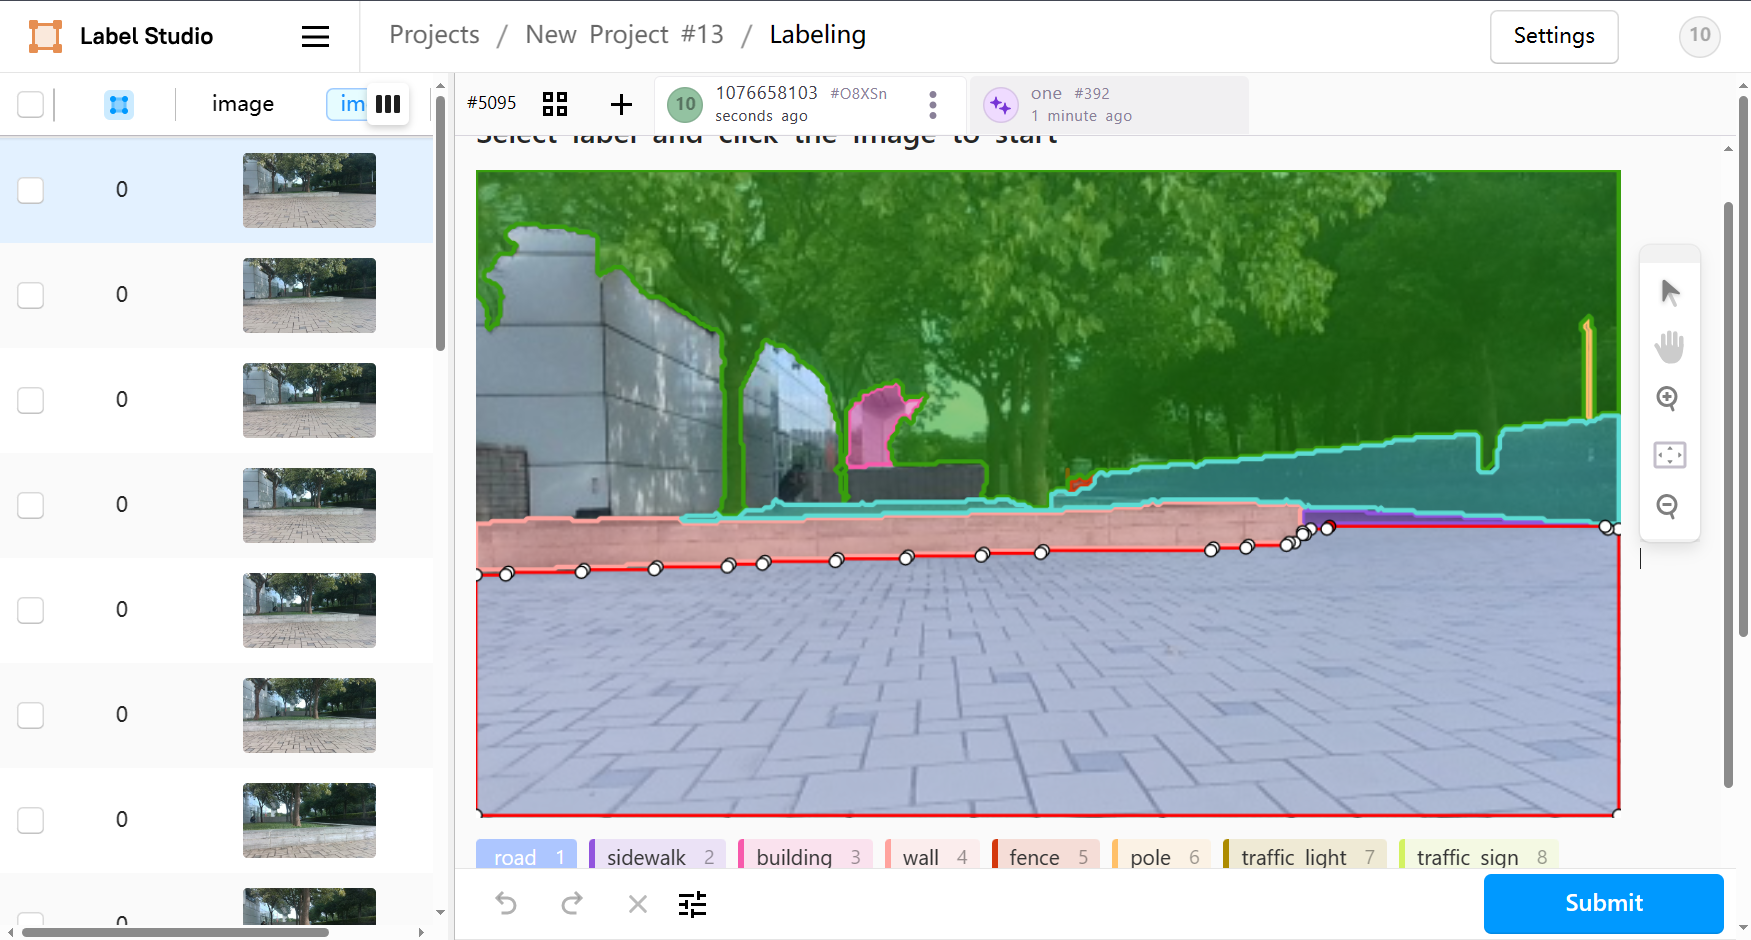 Label Studio
Projects / New Project #13 / Labeling
Settings
10
image
im
#5095
10
1076658103 #O8XSn
seconds ago
one #392
1 minute ago
Select label and click the image to start
0
0
0
0
0
0
0
0
road 1
sidewalk 2
building 3
wall 4
fence 5
pole 6
traffic light 7
traffic sign 8
Submit